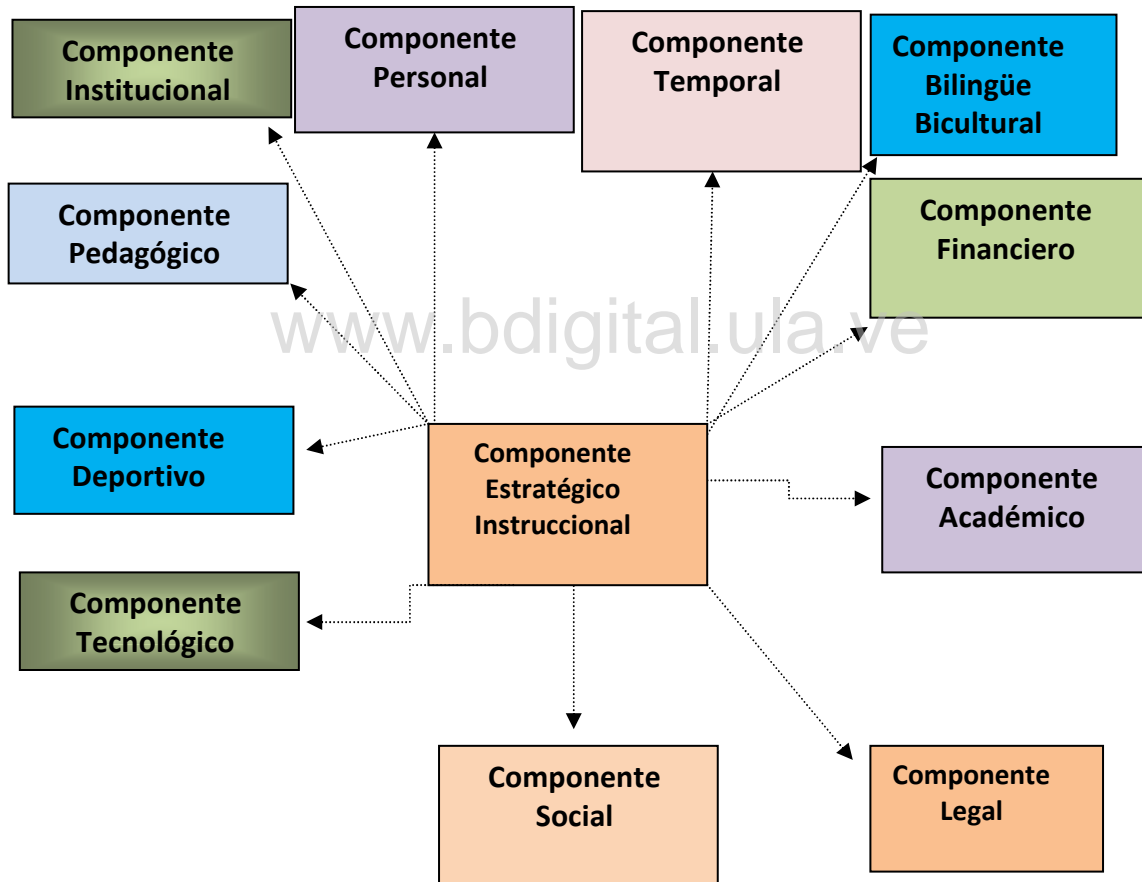 Componente
Institucional
Componente
Personal
Componente
Temporal
Componente
Bilingüe
Bicultural
Componente
Pedagógico
Componente
Financiero
www.bdigital.ula.ve
Componente
Deportivo
Componente
Estratégico
Instruccional
Componente
Académico
Componente
Tecnológico
Componente
Social
Componente
Legal